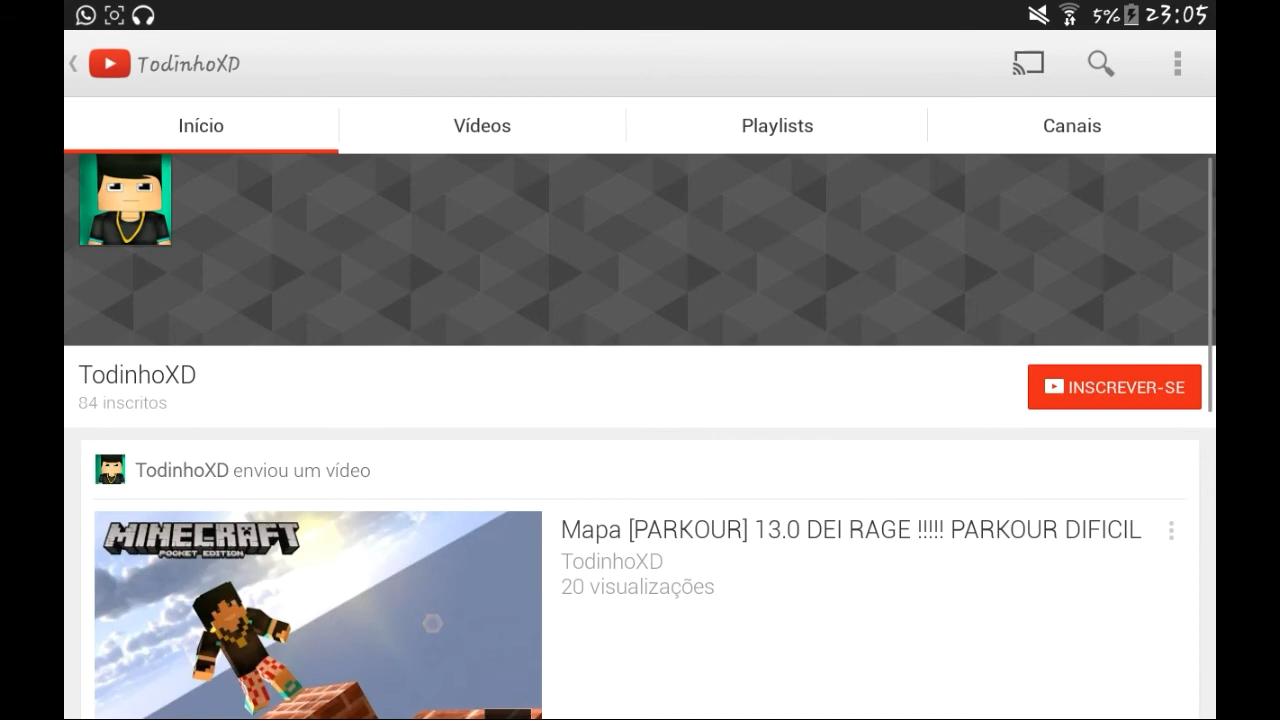 5% 23:05
TodinhoXD
Início Vídeos Playlists Canais
TodinhoXD
84 inscritos
INSCREVER-SE
TodinhoXD enviou um vídeo
MINECRAFT
POCKET EDITION
Mapa [PARKOUR] 13.0 DEI RAGE !!!!! PARKOUR DIFICIL
TodinhoXD
20 visualizações